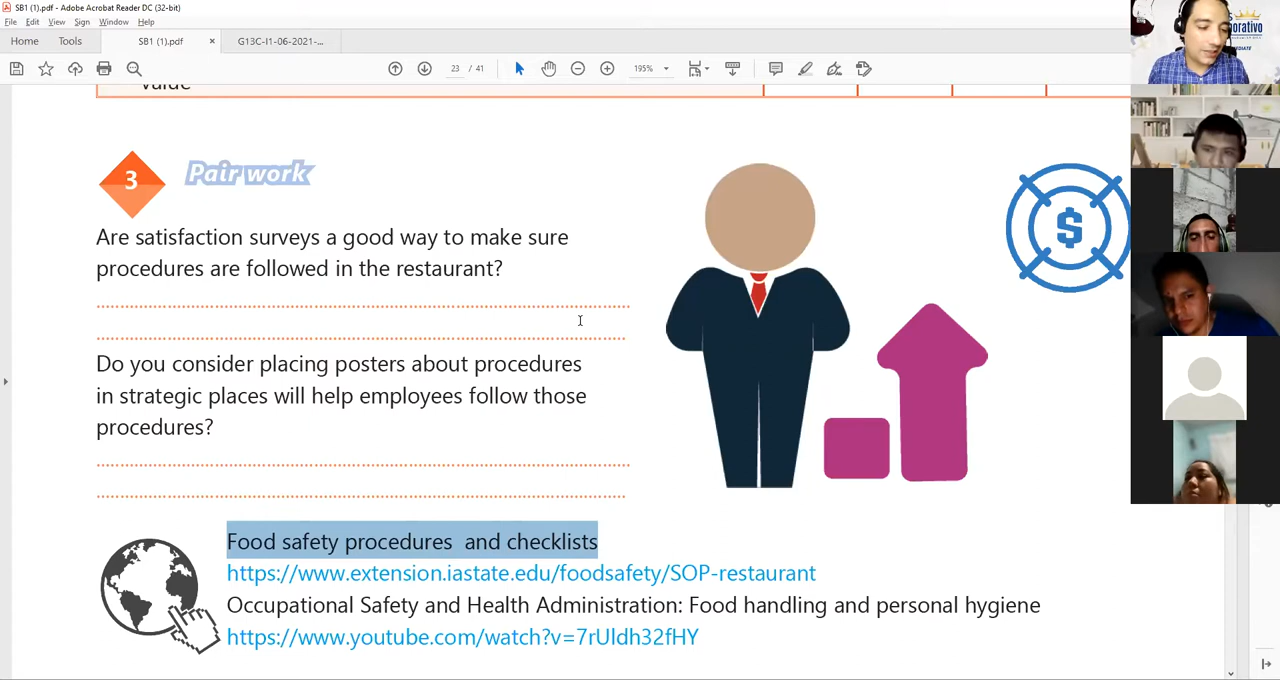 SB1 (1).pdf - Adobe Acrobat Reader DC (32-bit)
File Edit View Sign Window Help
Home Tools SB1 (1).pdf × G13C-I1-06-2021-...
23 / 41 195%
value
3 Pair work
Are satisfaction surveys a good way to make sure
procedures are followed in the restaurant?
Do you consider placing posters about procedures
in strategic places will help employees follow those
procedures?
$
Food safety procedures and checklists
https://www.extension.iastate.edu/foodsafety/SOP-restaurant
Occupational Safety and Health Administration: Food handling and personal hygiene
https://www.youtube.com/watch?v=7rUldh32fHY